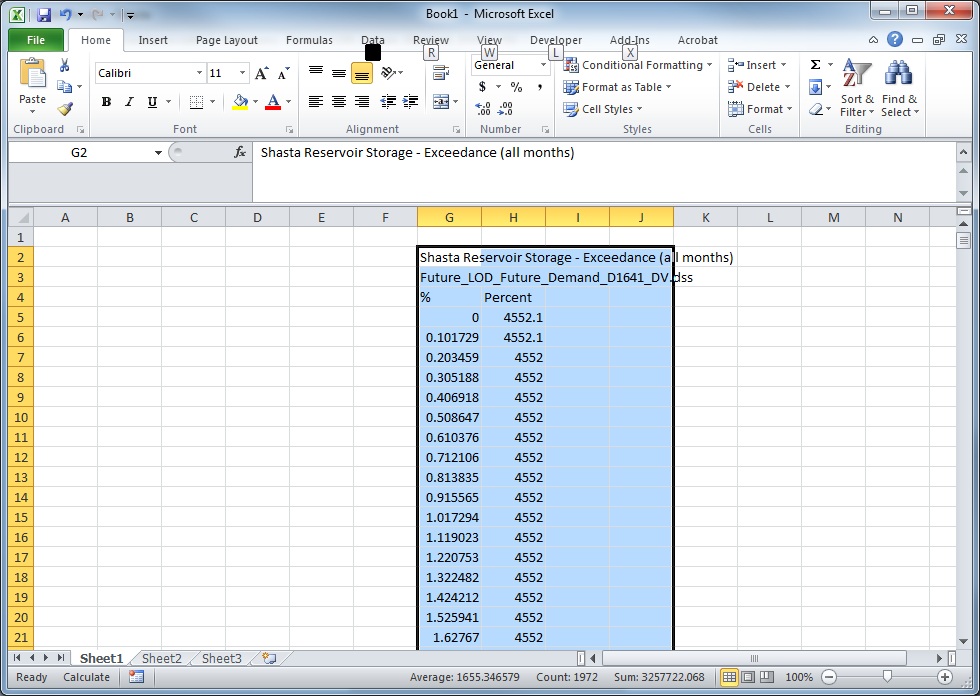 Book1 - Microsoft Excel
File Home Insert Page Layout Formulas Data Review View Developer Add-Ins Acrobat
R W L X
Calibri 11 General Conditional Formatting Insert Σ
Paste B I U A $ % , Format as Table Delete Sort & Find &
Cell Styles Format Filter Select
Clipboard Font Alignment Number Styles Cells Editing
G2 fx Shasta Reservoir Storage - Exceedance (all months)
A B C D E F G H I J K L M N
1
2 Shasta Reservoir Storage - Exceedance (all months)
3 Future_LOD_Future_Demand_D1641_DV.dss
4 % Percent
5 0 4552.1
6 0.101729 4552.1
7 0.203459 4552
8 0.305188 4552
9 0.406918 4552
10 0.508647 4552
11 0.610376 4552
12 0.712106 4552
13 0.813835 4552
14 0.915565 4552
15 1.017294 4552
16 1.119023 4552
17 1.220753 4552
18 1.322482 4552
19 1.424212 4552
20 1.525941 4552
21 1.62767 4552
Sheet1 Sheet2 Sheet3
Ready Calculate Average: 1655.346579 Count: 1972 Sum: 3257722.068 100%